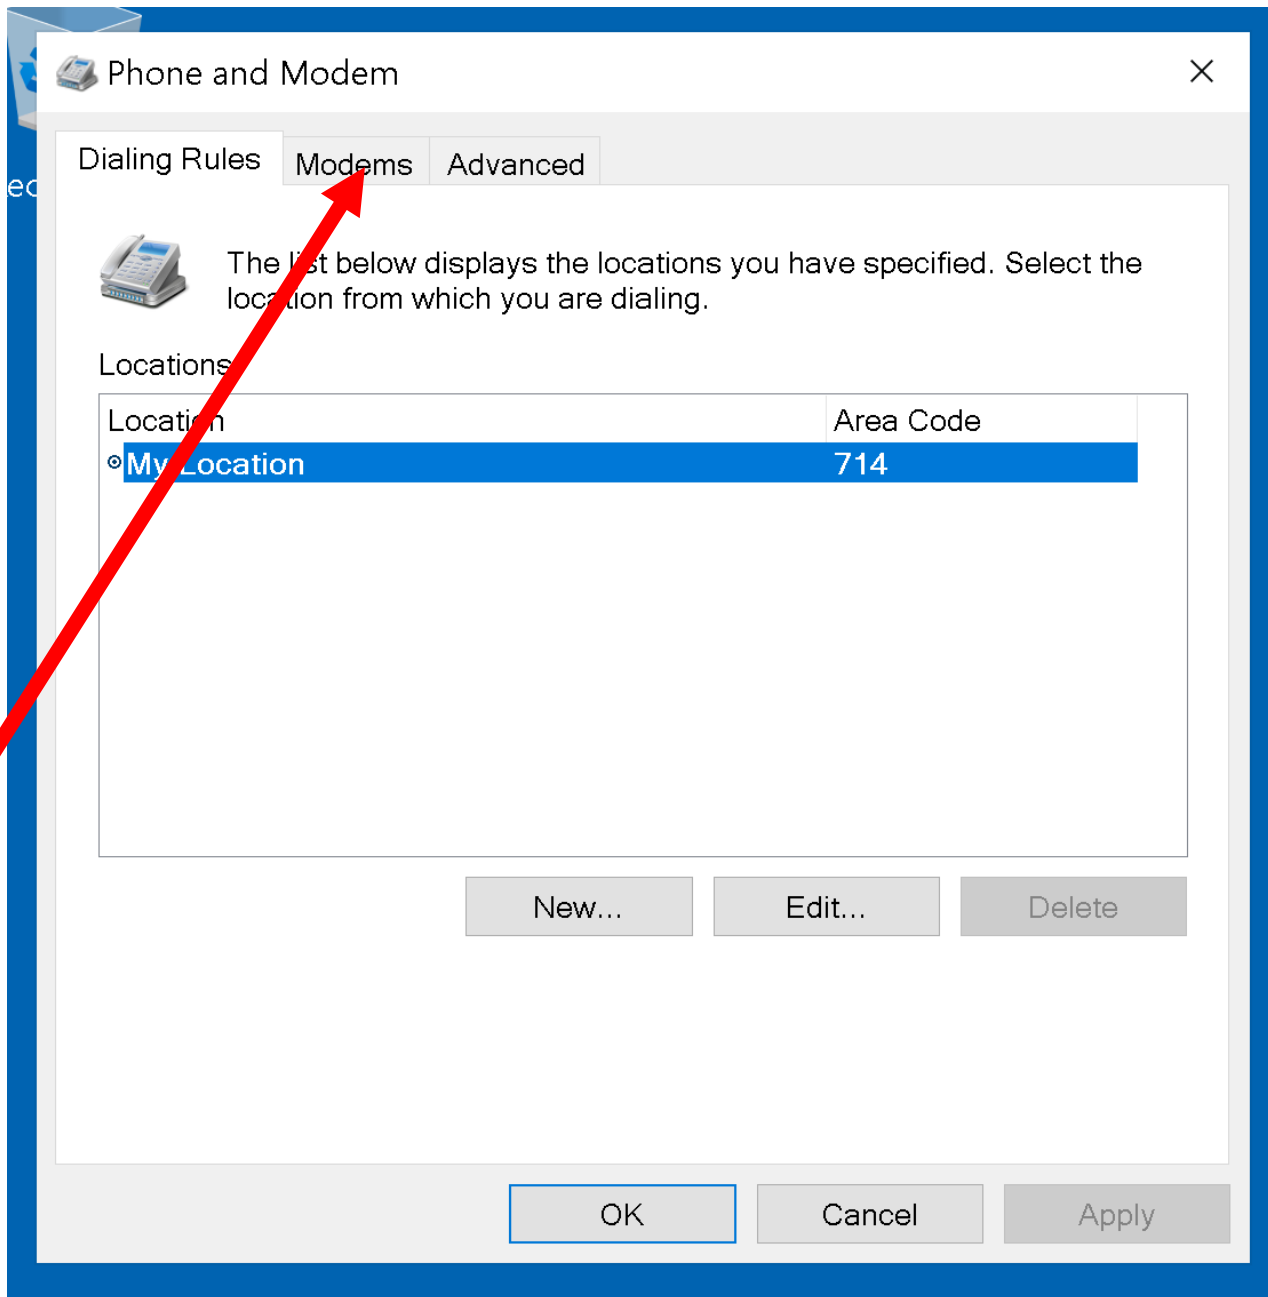 Phone and Modem
Dialing Rules Modems Advanced
The list below displays the locations you have specified. Select the
location from which you are dialing.
Locations
Location Area Code
My Location 714
New... Edit... Delete
OK Cancel Apply